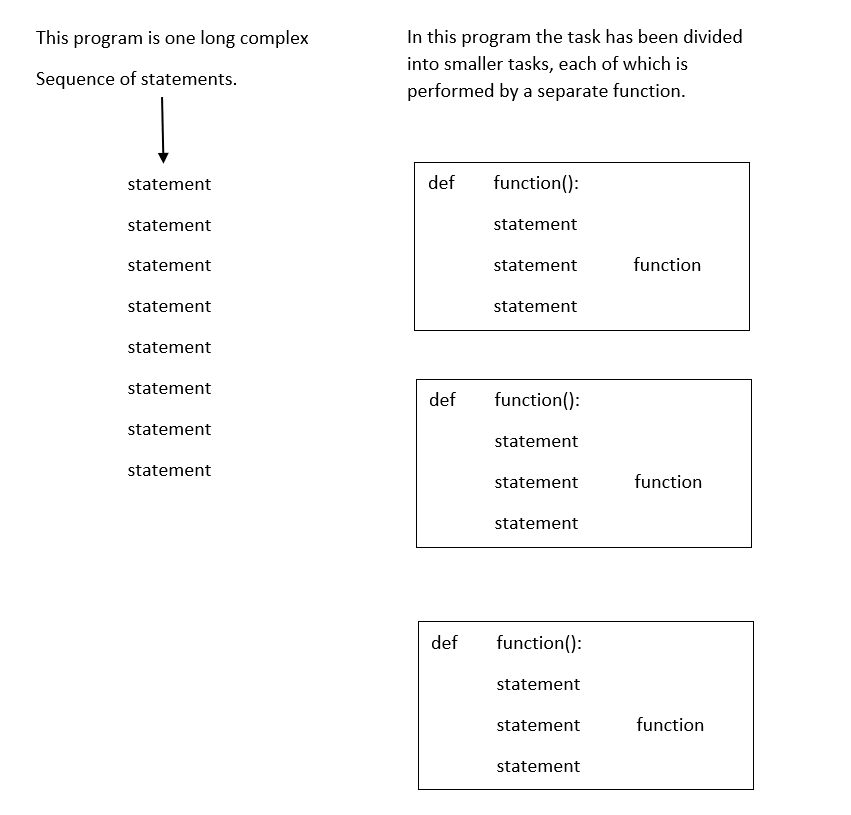 This program is one long complex
Sequence of statements.
statement
statement
statement
statement
statement
statement
statement
statement
In this program the task has been divided
into smaller tasks, each of which is
performed by a separate function.
def function():
statement
statement function
statement
def function():
statement
statement function
statement
def function():
statement
statement function
statement